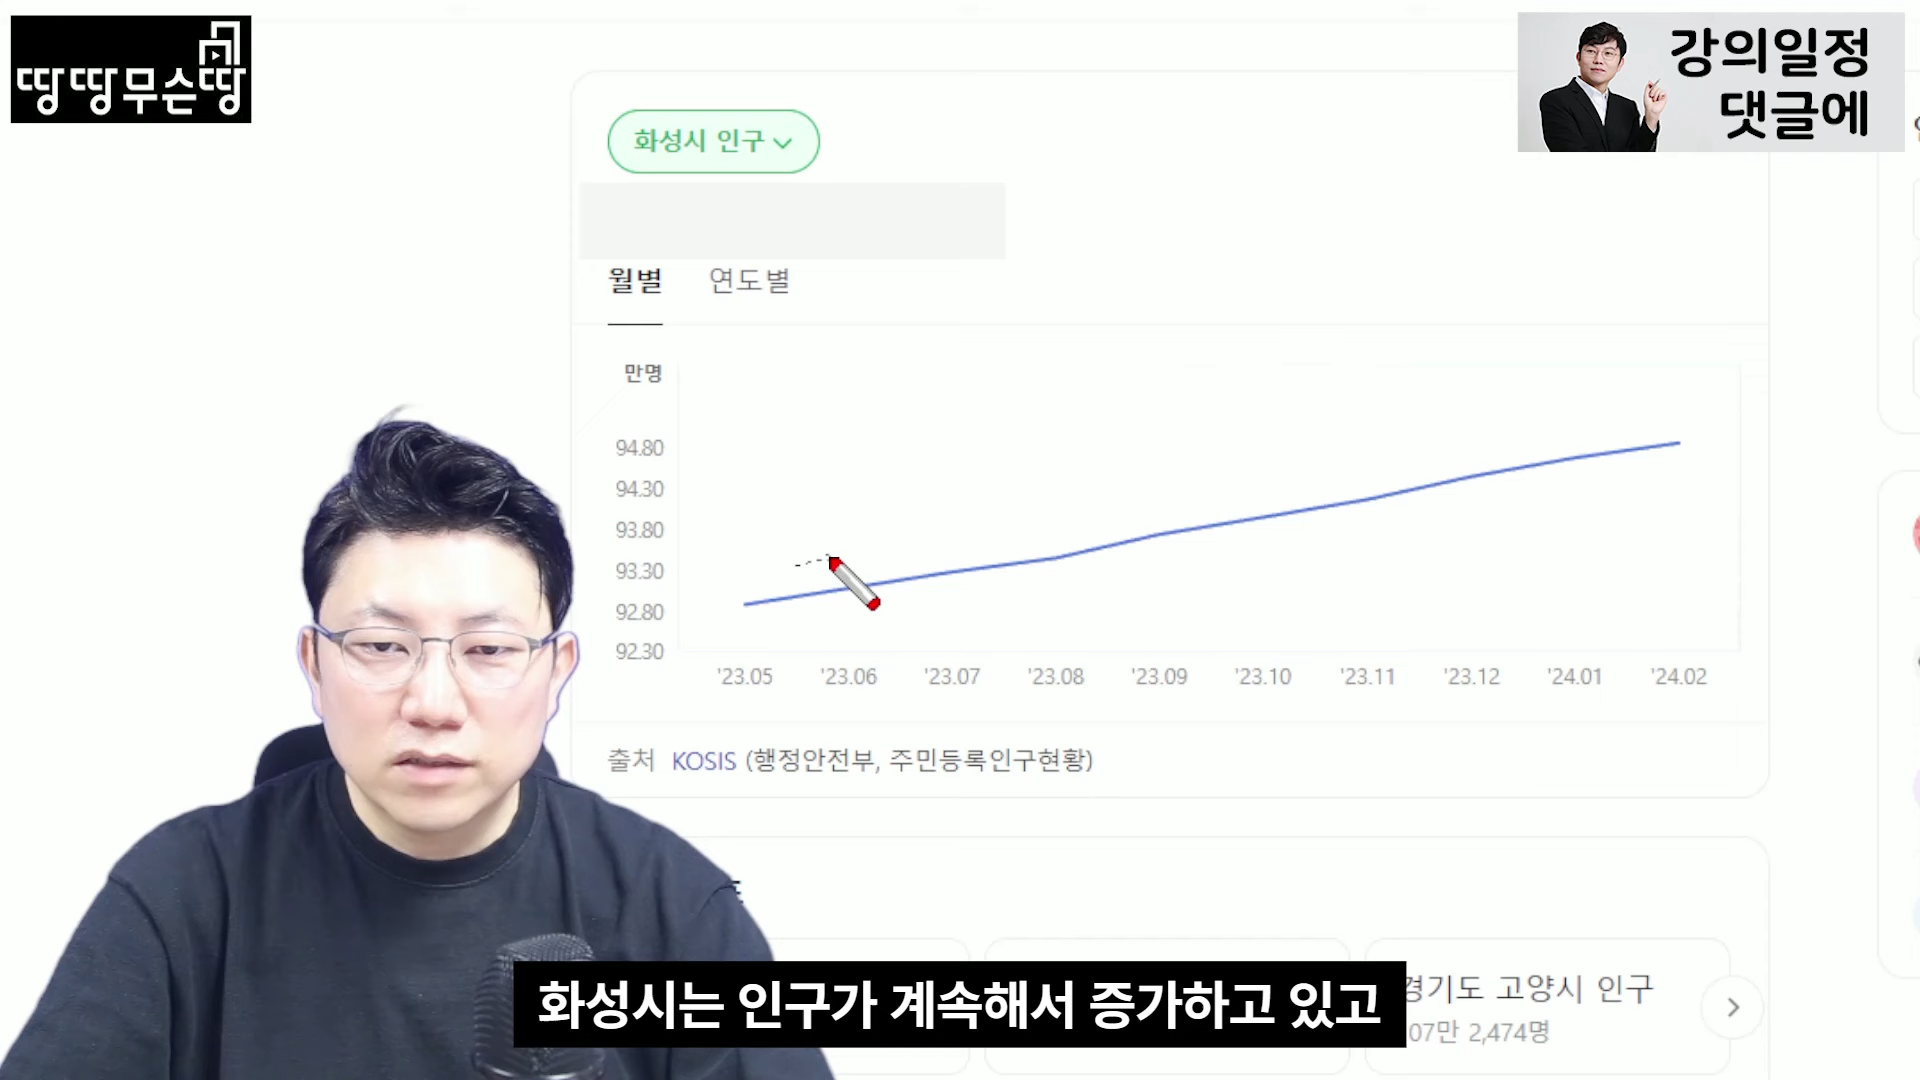 땅땅무슨땅
강의일정
댓글에
화성시 인구
월별 연도별
만명
94.80
94.30
93.80
93.30
92.80
92.30
'23.05 '23.06 '23.07 '23.08 '23.09 '23.10 '23.11 '23.12 '24.01 '24.02
출처 KOSIS (행정안전부, 주민등록인구현황)
경기도 고양시 인구
07만 2,474명
화성시는 인구가 계속해서 증가하고 있고